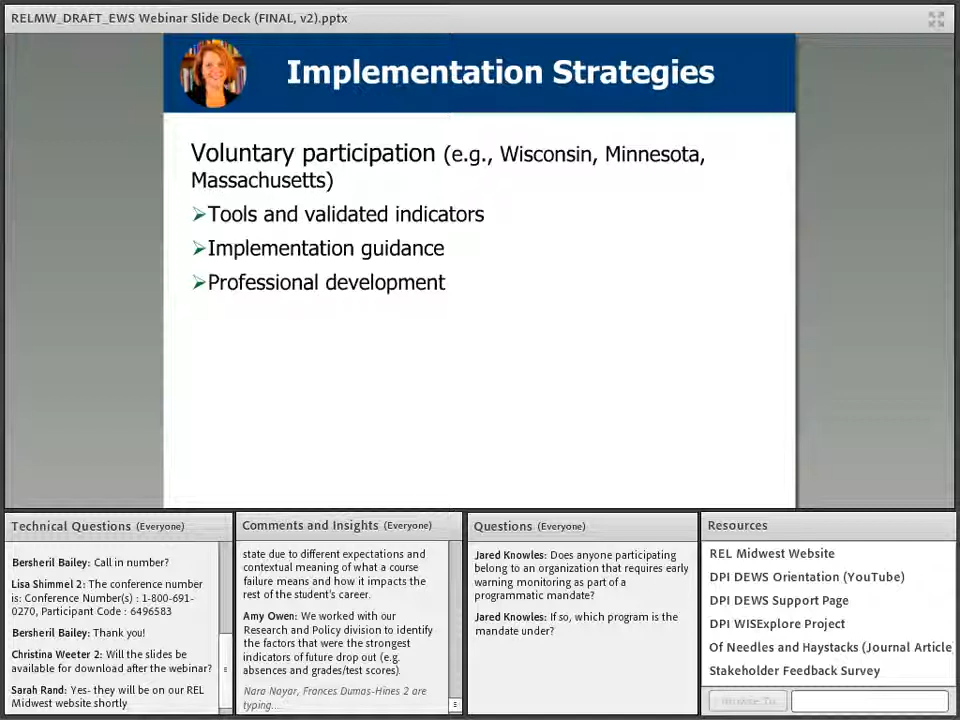 RELMW_DRAFT_EWS Webinar Slide Deck (FINAL, v2).pptx
Implementation Strategies
Voluntary participation (e.g., Wisconsin, Minnesota,
Massachusetts)
➢Tools and validated indicators
➢Implementation guidance
➢Professional development
Technical Questions (Everyone)
Bersheril Bailey: Call in number?
Lisa Shimmel 2: The conference number
is: Conference Number(s) : 1-800-691-
0270, Participant Code : 6496583
Bersheril Bailey: Thank you!
Christina Weeter 2: Will the slides be
available for download after the webinar?
Sarah Rand: Yes- they will be on our REL
Midwest website shortly
Comments and Insights (Everyone)
state due to different expectations and
contextual meaning of what a course
failure means and how it impacts the
rest of the student's career.
Amy Owen: We worked with our
Research and Policy division to identify
the factors that were the strongest
indicators of future drop out (e.g.
absences and grades/test scores).
Nara Nayar, Frances Dumas-Hines 2 are
typing...
Questions (Everyone)
Jared Knowles: Does anyone participating
belong to an organization that requires early
warning monitoring as part of a
programmatic mandate?
Jared Knowles: If so, which program is the
mandate under?
Resources
REL Midwest Website
DPI DEWS Orientation (YouTube)
DPI DEWS Support Page
DPI WISExplore Project
Of Needles and Haystacks (Journal Article
Stakeholder Feedback Survey
Browse To